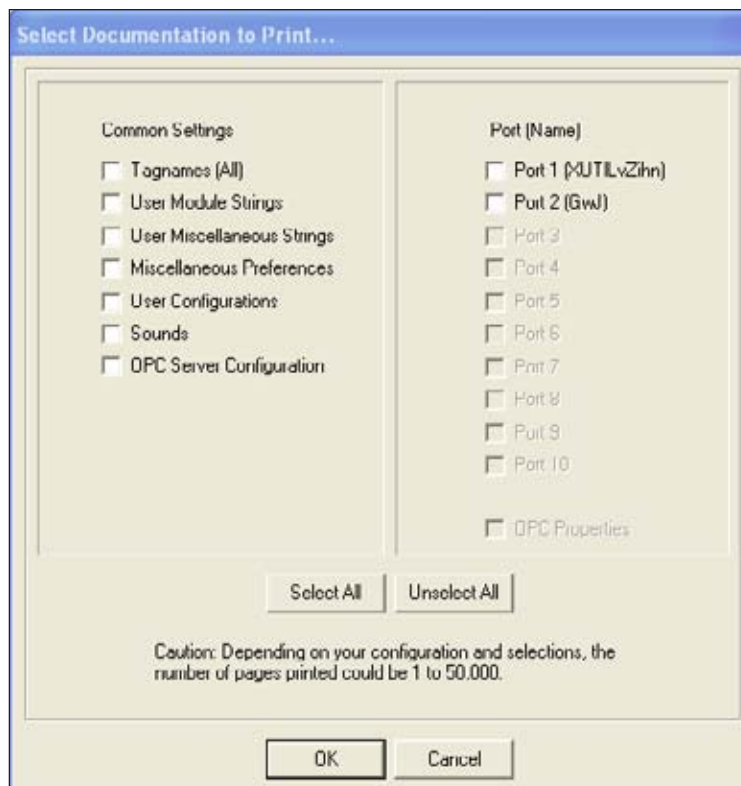 Select Documentation to Print...
Common Settings
Tagnames (All)
User Module Strings
User Miscellaneous Strings
Miscellaneous Preferences
User Configurations
Sounds
OPC Server Configuration
Port (Name)
Port 1 (XUTILvZihn)
Port 2 (GwJ)
Port 3
Port 4
Port 5
Port 6
Port 7
Port 8
Port 9
Port 10
OPC Properties
Select All
Unselect All
Caution: Depending on your configuration and selections, the
number of pages printed could be 1 to 50.000.
OK
Cancel